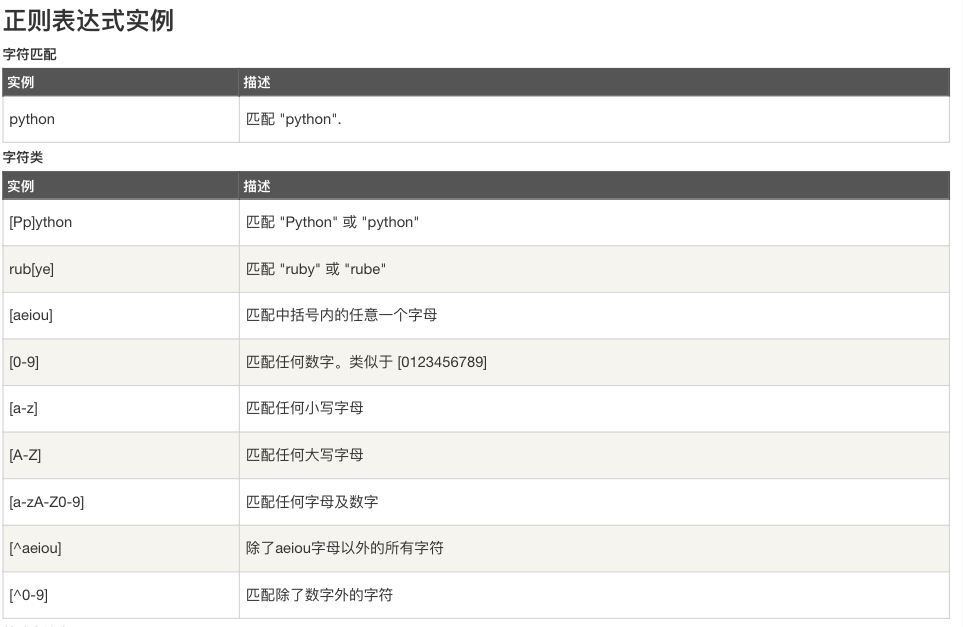 正则表达式实例
字符匹配
实例 描述
python 匹配 "python".
字符类
实例 描述
[Pp]ython 匹配 "Python" 或 "python"
rub[ye] 匹配 "ruby" 或 "rube"
[aeiou] 匹配中括号内的任意一个字母
[0-9] 匹配任何数字。类似于 [0123456789]
[a-z] 匹配任何小写字母
[A-Z] 匹配任何大写字母
[a-zA-Z0-9] 匹配任何字母及数字
[^aeiou] 除了aeiou字母以外的所有字符
[^0-9] 匹配除了数字外的字符